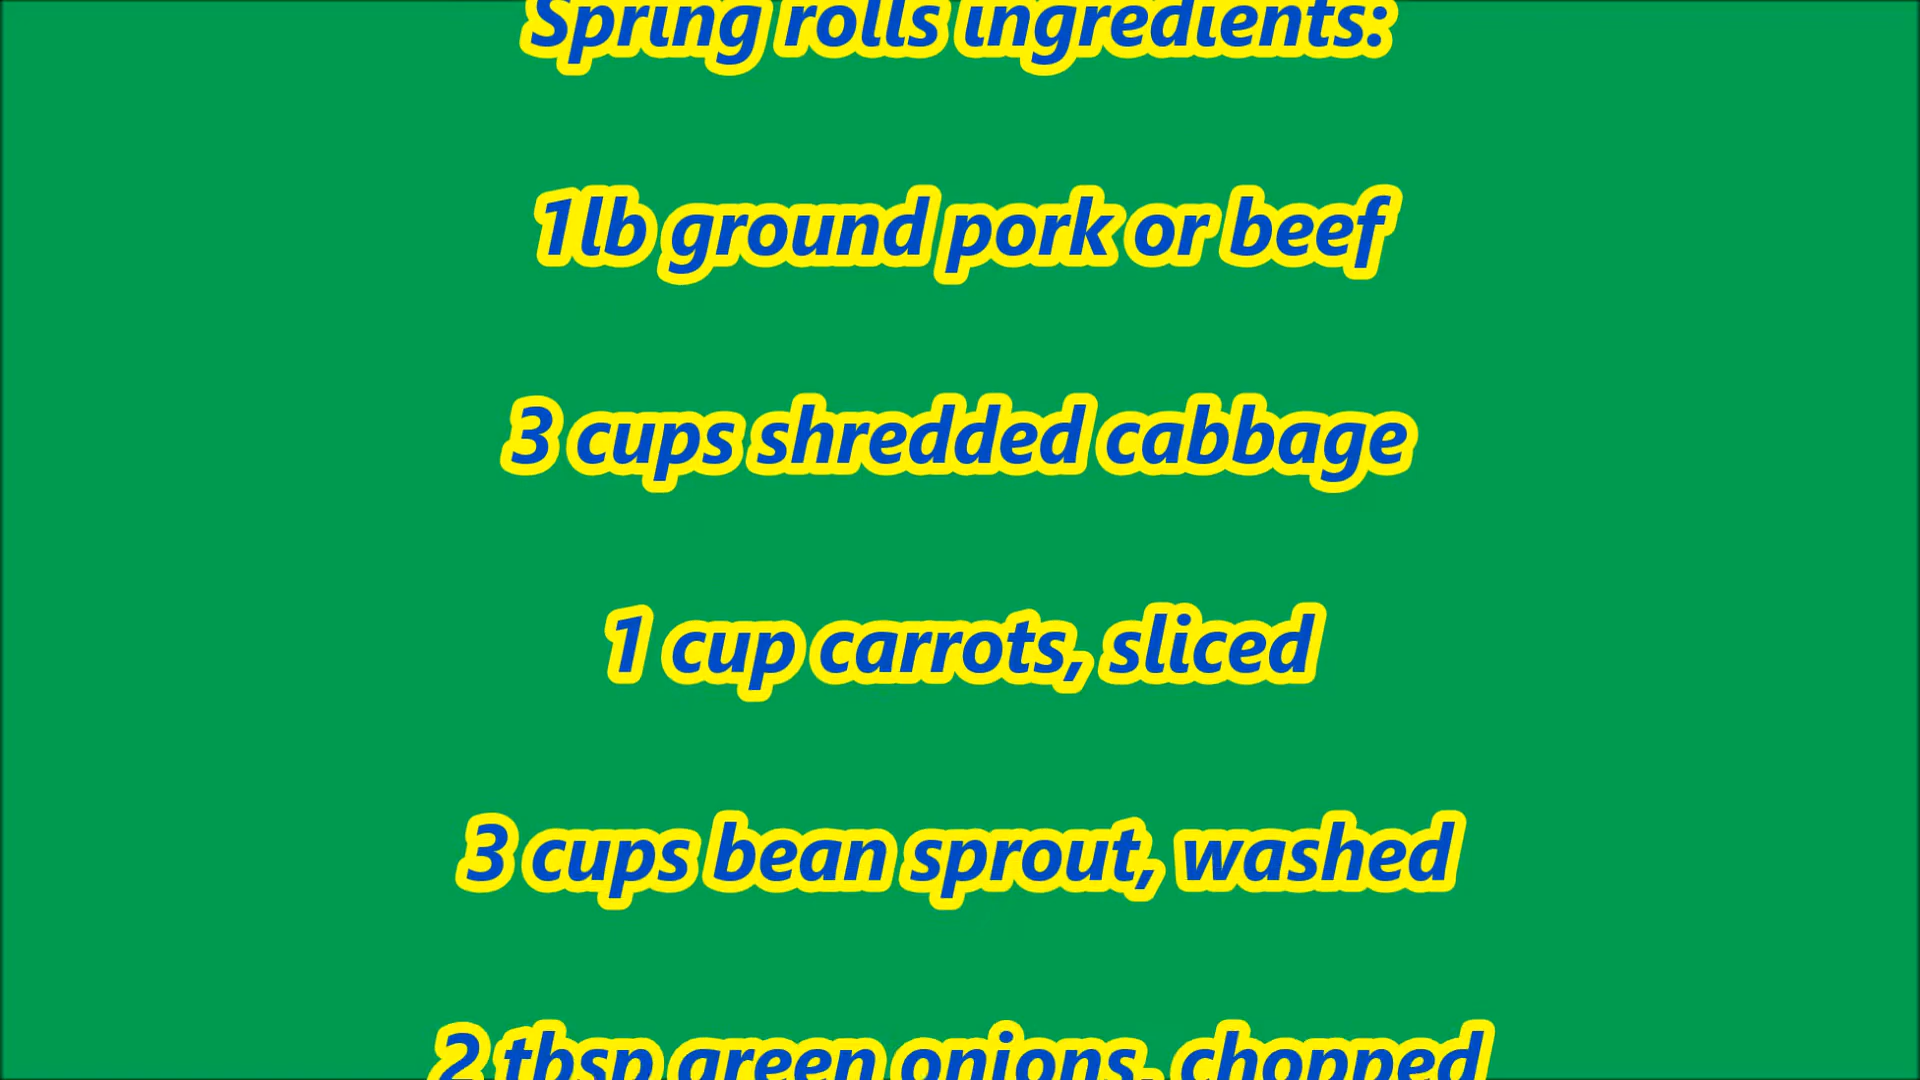 Spring rolls ingredients:
1lb ground pork or beef
3 cups shredded cabbage
1 cup carrots, sliced
3 cups bean sprout, washed
2 tbsp green onions, chopped